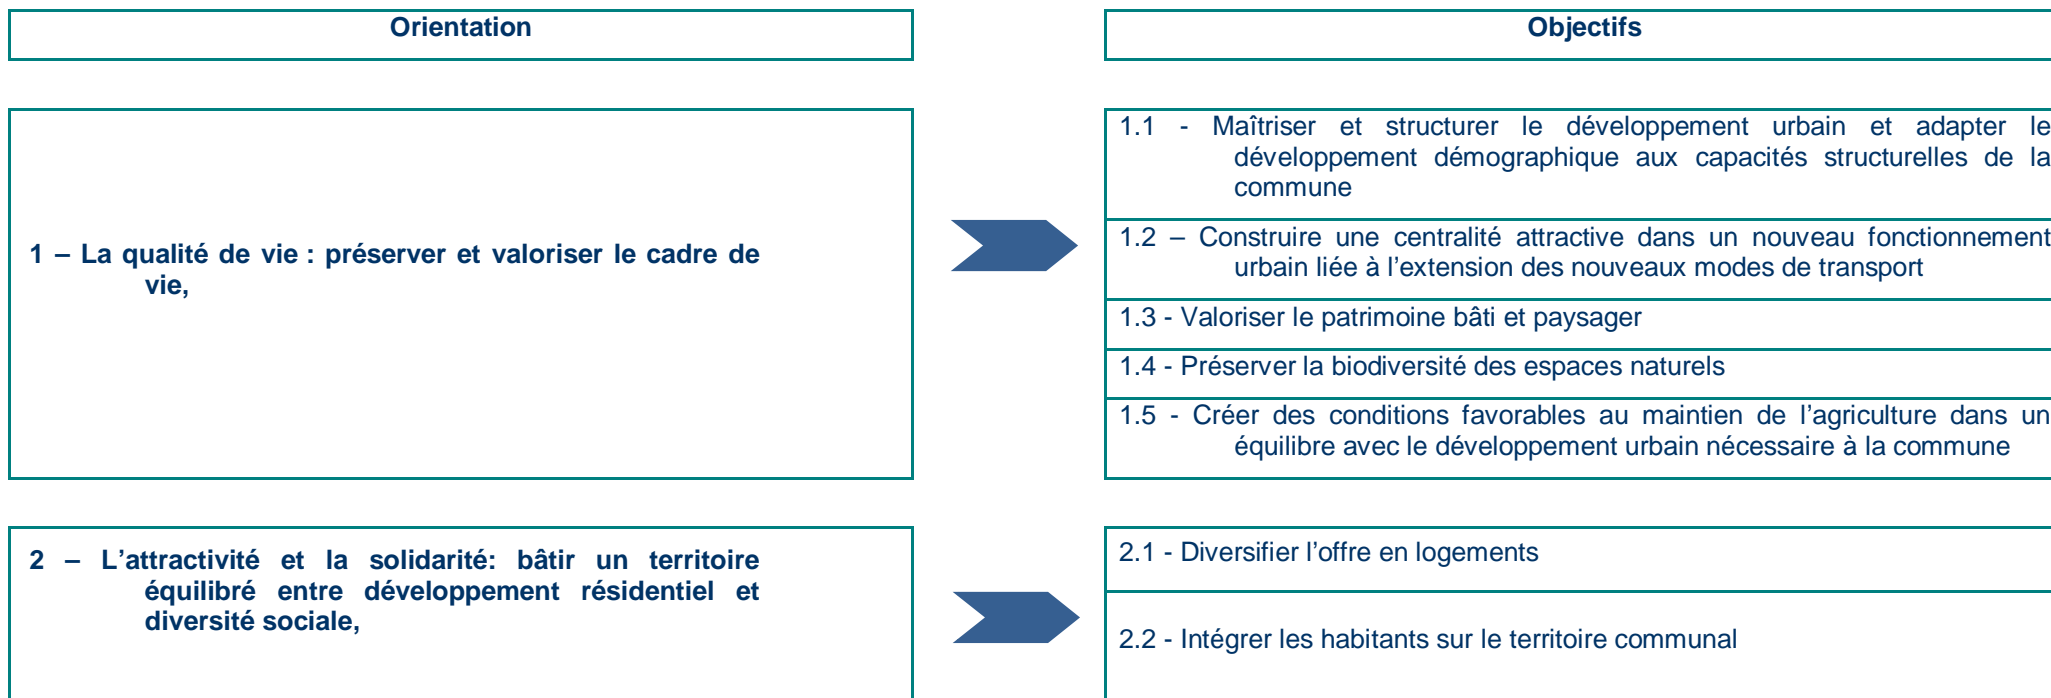 Orientation
Objectifs
1 – La qualité de vie : préserver et valoriser le cadre de
vie,
1.1 - Maîtriser et structurer le développement urbain et adapter le
développement démographique aux capacités structurelles de la
commune
1.2 – Construire une centralité attractive dans un nouveau fonctionnement
urbain liée à l’extension des nouveaux modes de transport
1.3 - Valoriser le patrimoine bâti et paysager
1.4 - Préserver la biodiversité des espaces naturels
1.5 - Créer des conditions favorables au maintien de l’agriculture dans un
équilibre avec le développement urbain nécessaire à la commune
2 – L’attractivité et la solidarité: bâtir un territoire
équilibré entre développement résidentiel et
diversité sociale,
2.1 - Diversifier l’offre en logements
2.2 - Intégrer les habitants sur le territoire communal